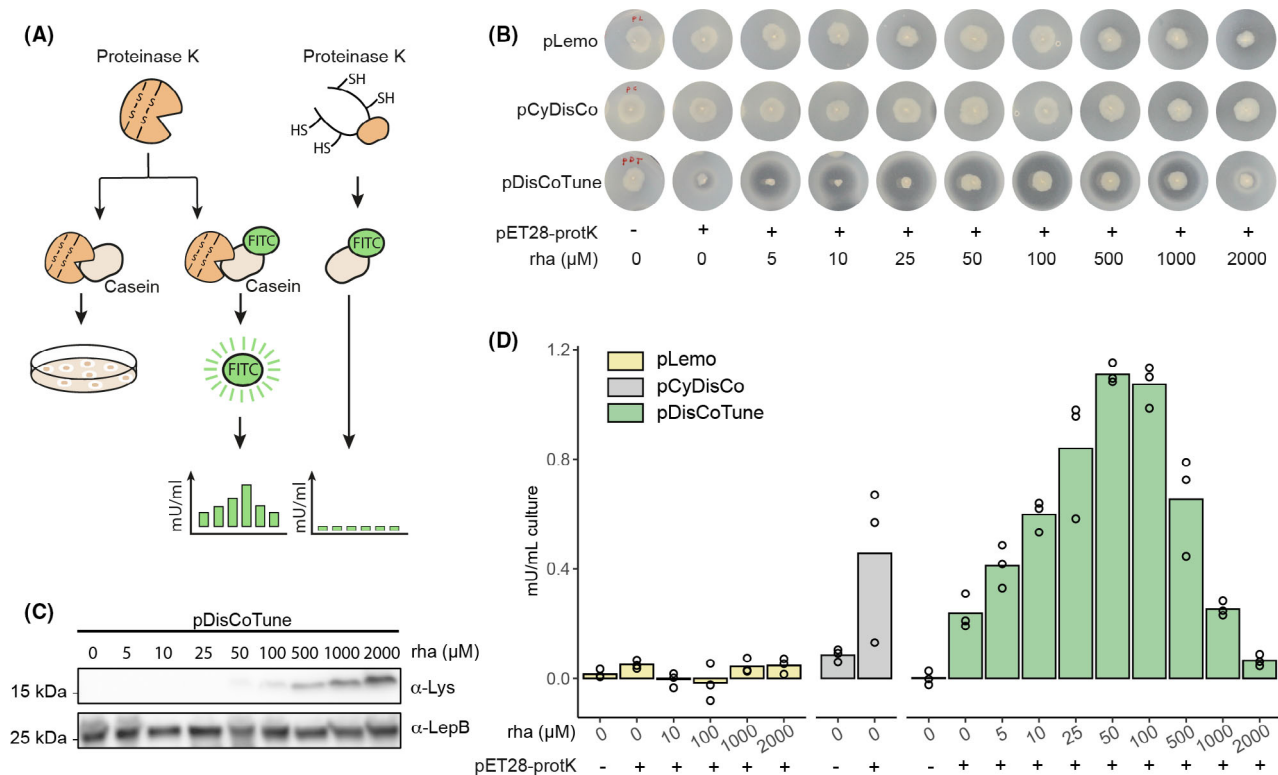 (A)
Proteinase K
Proteinase K
S S
S S
SH
SH
HS
HS
FITC
FITC
Casein
Casein
FITC
mU/ml
mU/ml
(B)
pLemo
PL
pCyDisCo
PC
pDisCoTune
PDT
pET28-protK - + + + + + + + + +
rha (µM) 0 0 5 10 25 50 100 500 1000 2000
(C)
pDisCoTune
0 5 10 25 50 100 500 1000 2000 rha (µM)
15 kDa
α-Lys
25 kDa
α-LepB
(D)
1.2
0.8
0.4
0.0
mU/mL culture
pLemo
pCyDisCo
pDisCoTune
rha (µM) 0 0 10 100 1000 2000 0 0 0 0 5 10 25 50 100 500 1000 2000
pET28-protK - + + + + + - + - + + + + + + + + +